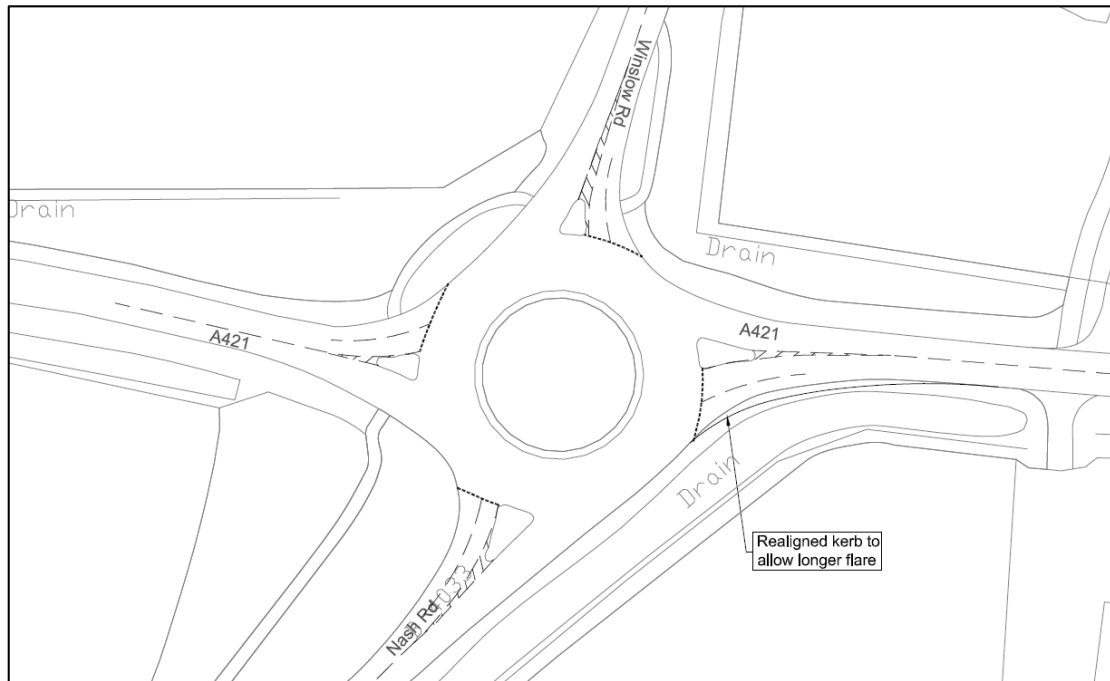 Winslow Rd
Drain
Drain
A421
A421
Drain
Realigned kerb to
allow longer flare
Nash Rd